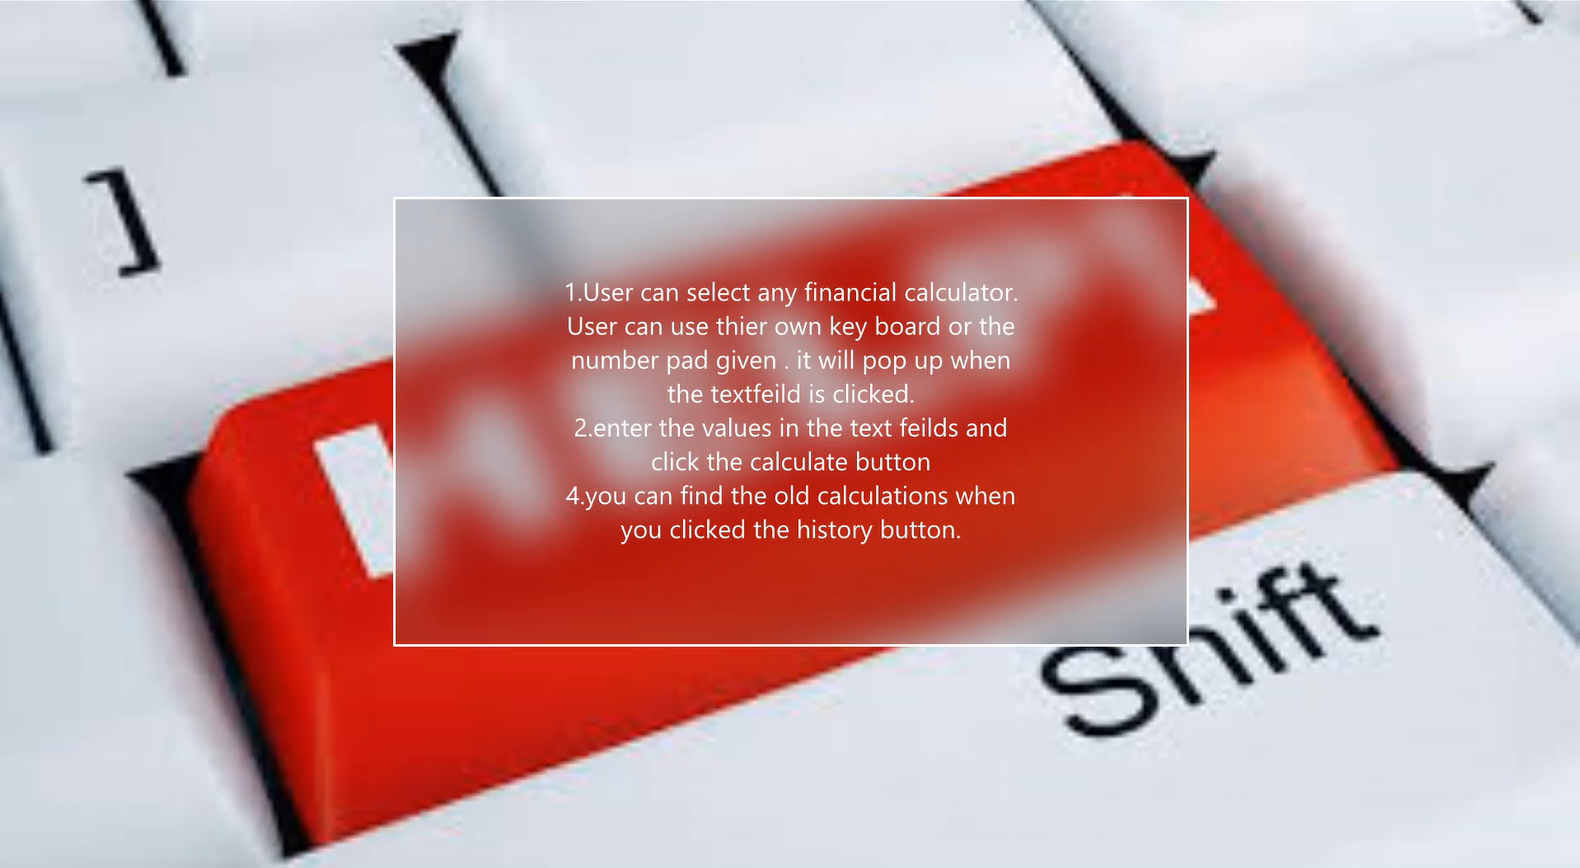 ]
1.User can select any financial calculator.
User can use thier own key board or the
number pad given . it will pop up when
the textfeild is clicked.
2.enter the values in the text feilds and
click the calculate button
4.you can find the old calculations when
you clicked the history button.
Shift